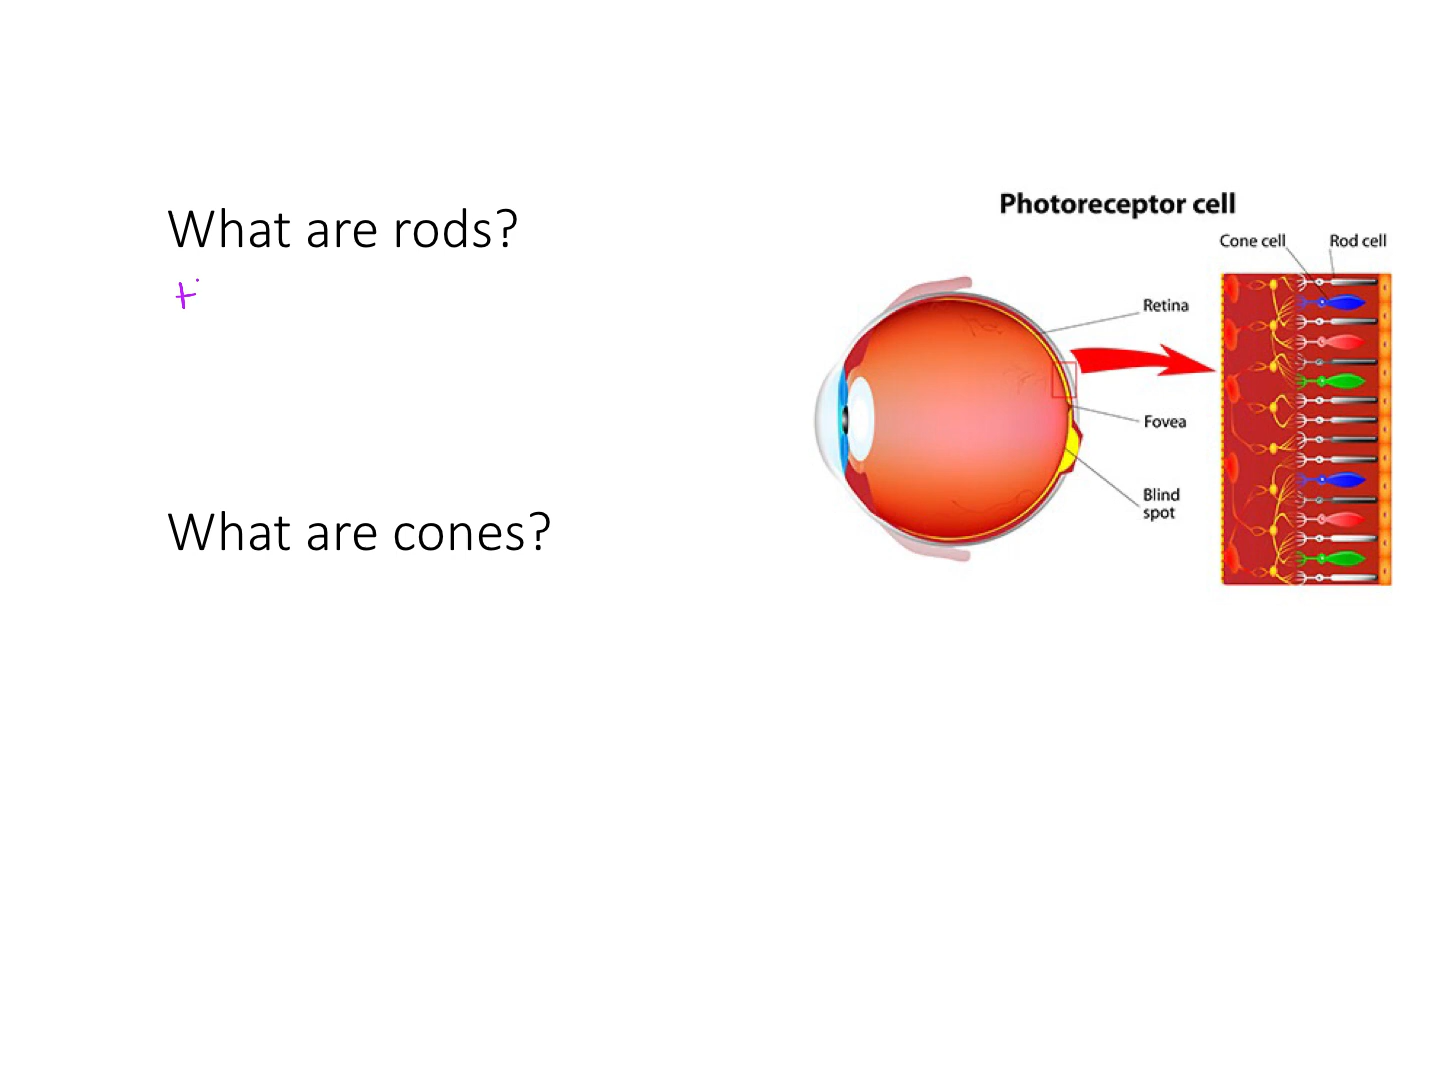 What are rods?
+
What are cones?
Photoreceptor cell
Cone cell
Rod cell
Retina
Fovea
Blind
spot